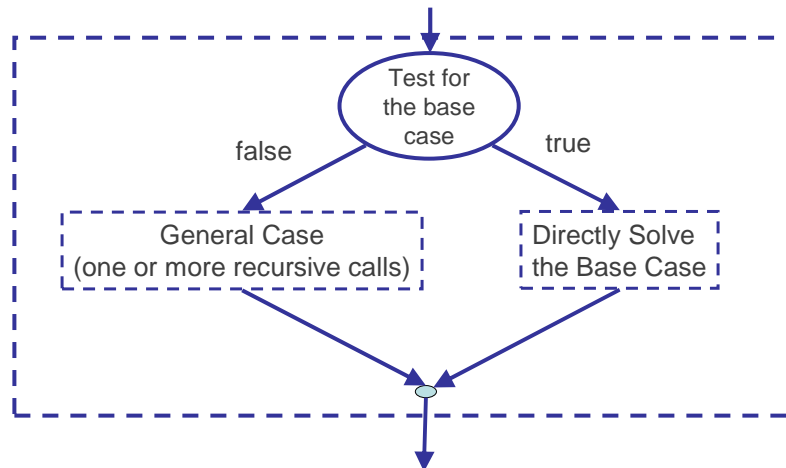 Test for
the base
case
false
true
General Case
(one or more recursive calls)
Directly Solve
the Base Case